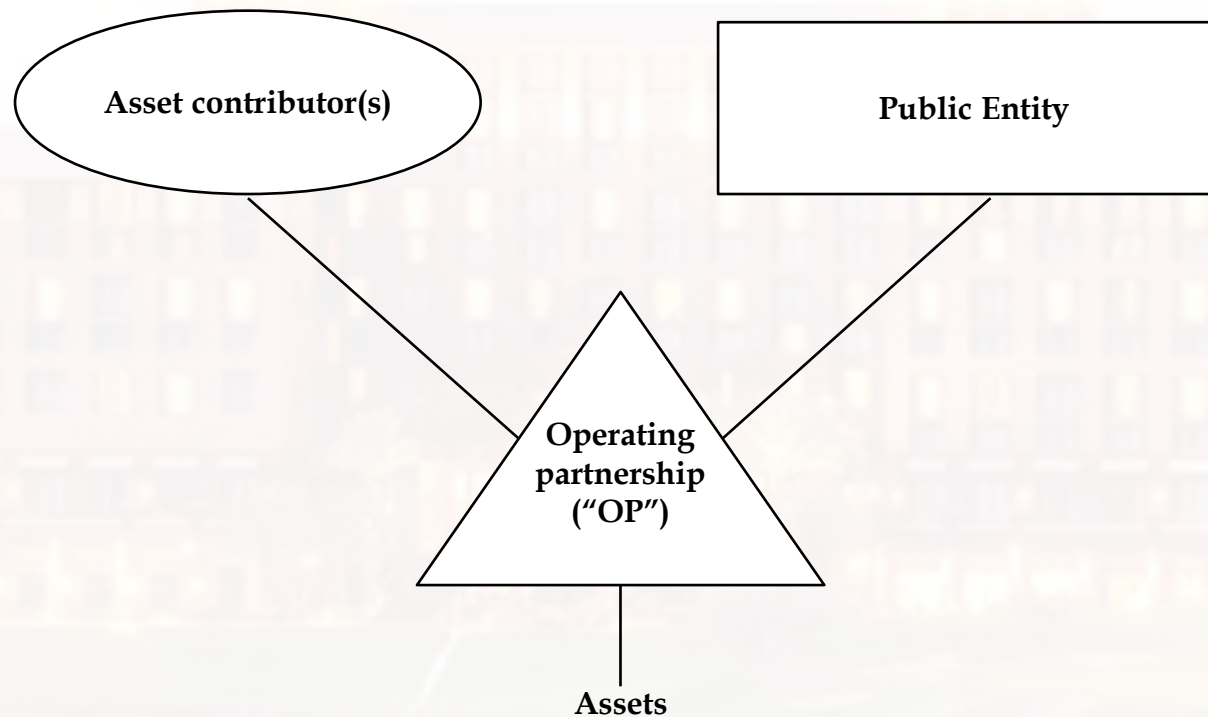 Asset contributor(s)
Public Entity
Operating
partnership
(“OP”)
Assets